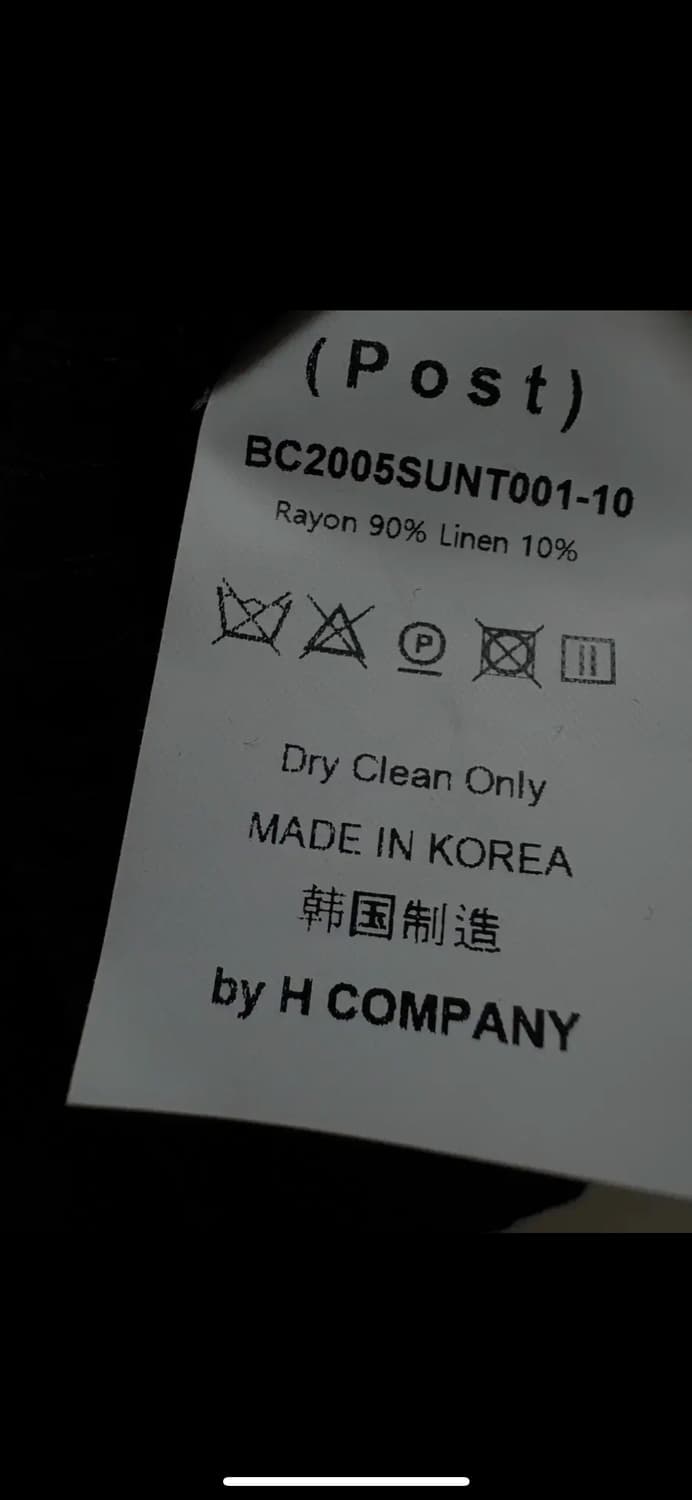 (Post)
BC2005SUNT001-10
Rayon 90% Linen 10%
P
Dry Clean Only
MADE IN KOREA
韩国制造
by H COMPANY